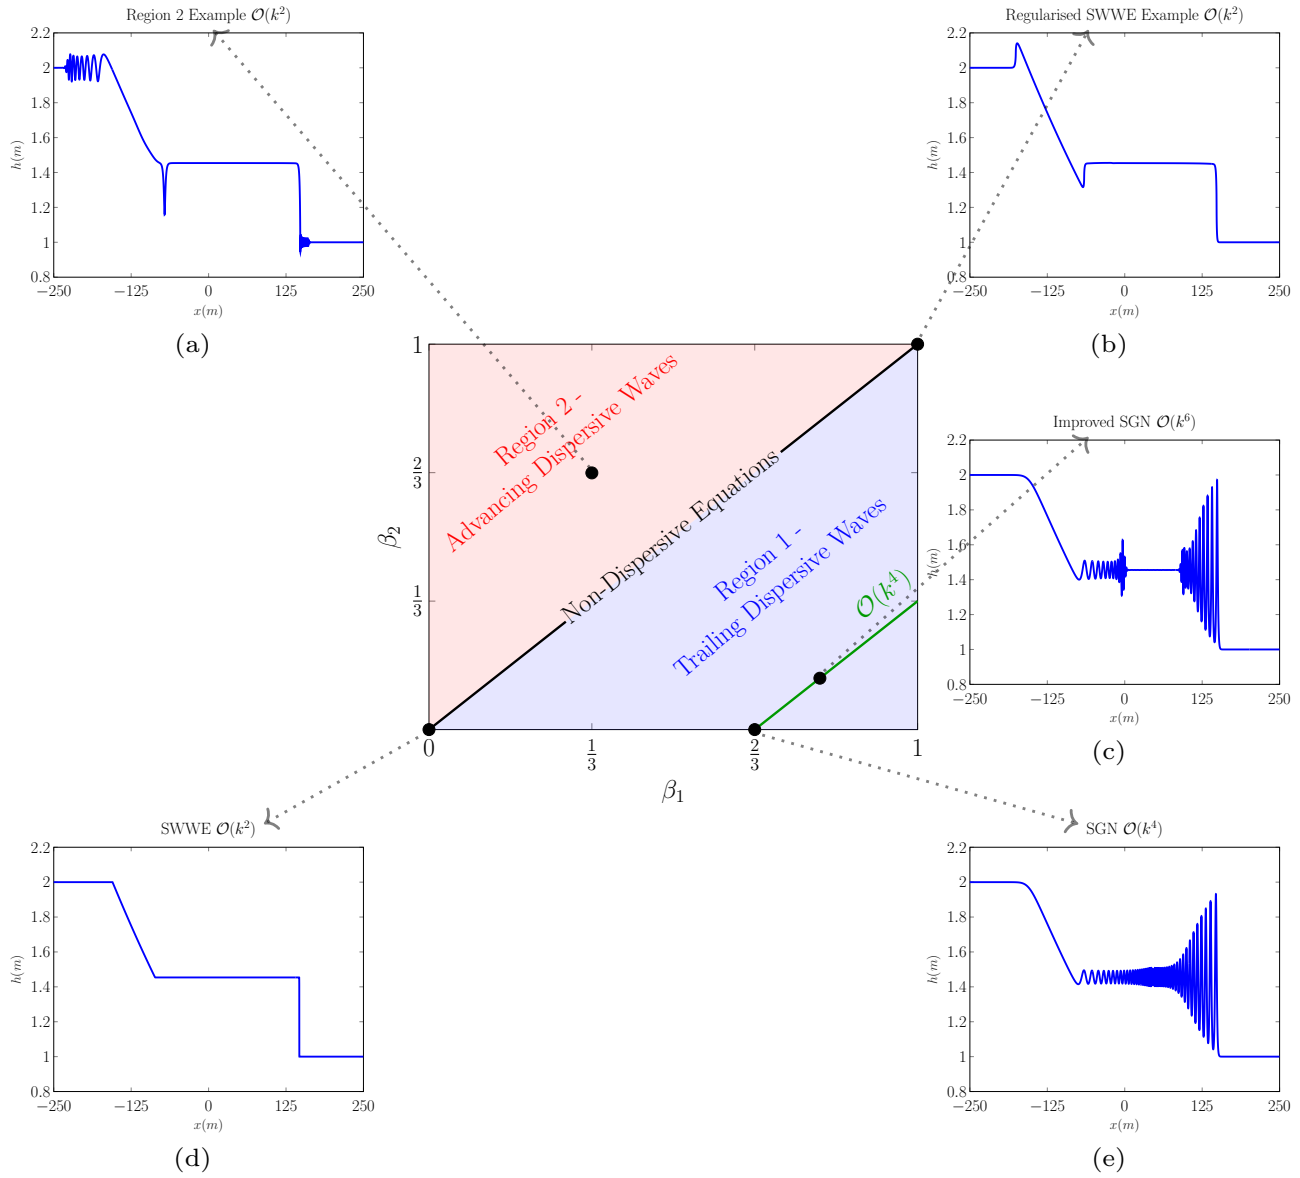 Region 2 Example 𝒪(k²)
2.2
2
1.8
1.6
1.4
1.2
1
0.8
h(m)
−250 −125 0 125 250
x(m)
(a)
Regularised SWWE Example 𝒪(k²)
2.2
2
1.8
1.6
1.4
1.2
1
0.8
h(m)
−250 −125 0 125 250
x(m)
(b)
1
2/3
1/3
β₂
Region 2 -
Advancing Dispersive Waves
Non-Dispersive Equations
Region 1 -
Trailing Dispersive Waves
𝒪(k⁴)
0 1/3 2/3 1
β₁
Improved SGN 𝒪(k⁶)
2.2
2
1.8
1.6
1.4
1.2
1
0.8
h(m)
−250 −125 0 125 250
x(m)
(c)
SWWE 𝒪(k²)
2.2
2
1.8
1.6
1.4
1.2
1
0.8
h(m)
−250 −125 0 125 250
x(m)
(d)
SGN 𝒪(k⁴)
2.2
2
1.8
1.6
1.4
1.2
1
0.8
h(m)
−250 −125 0 125 250
x(m)
(e)